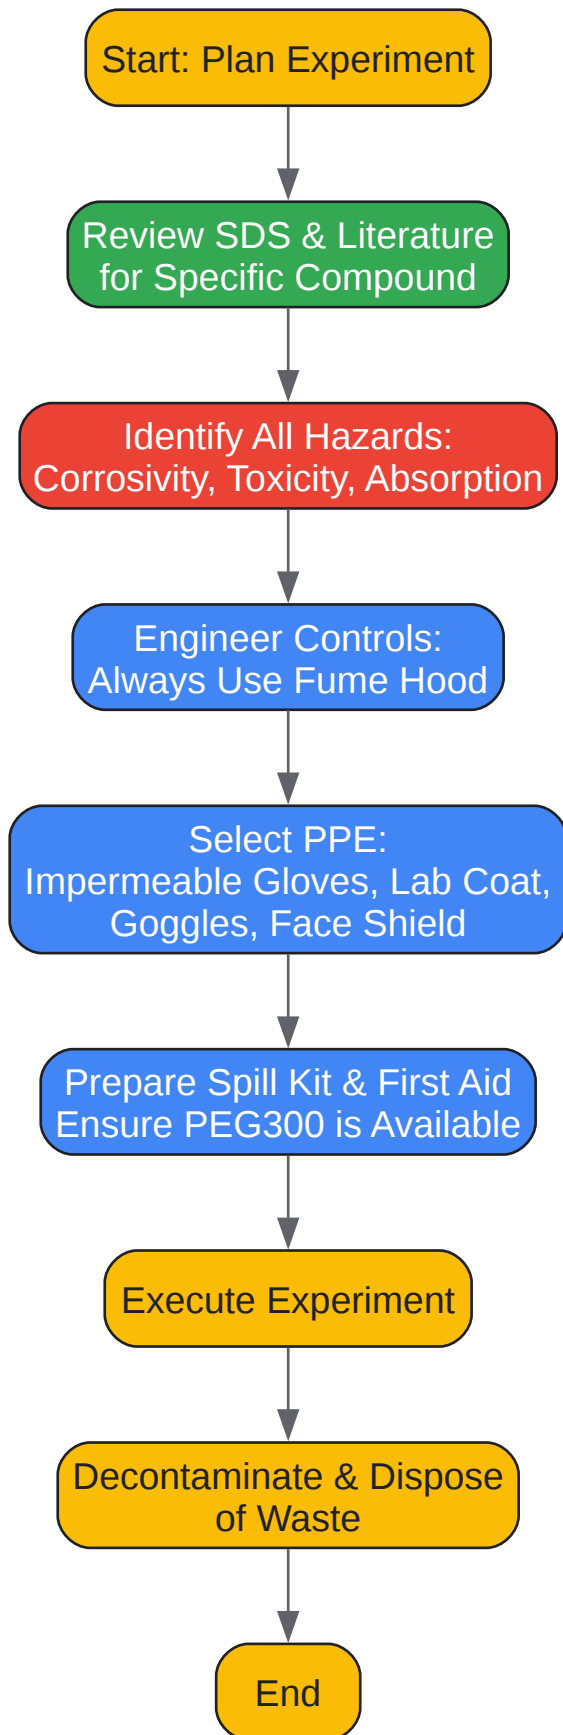 Start: Plan Experiment
Review SDS & Literature
for Specific Compound
Identify All Hazards:
Corrosivity, Toxicity, Absorption
Engineer Controls:
Always Use Fume Hood
Select PPE:
Impermeable Gloves, Lab Coat,
Goggles, Face Shield
Prepare Spill Kit & First Aid
Ensure PEG300 is Available
Execute Experiment
Decontaminate & Dispose
of Waste
End